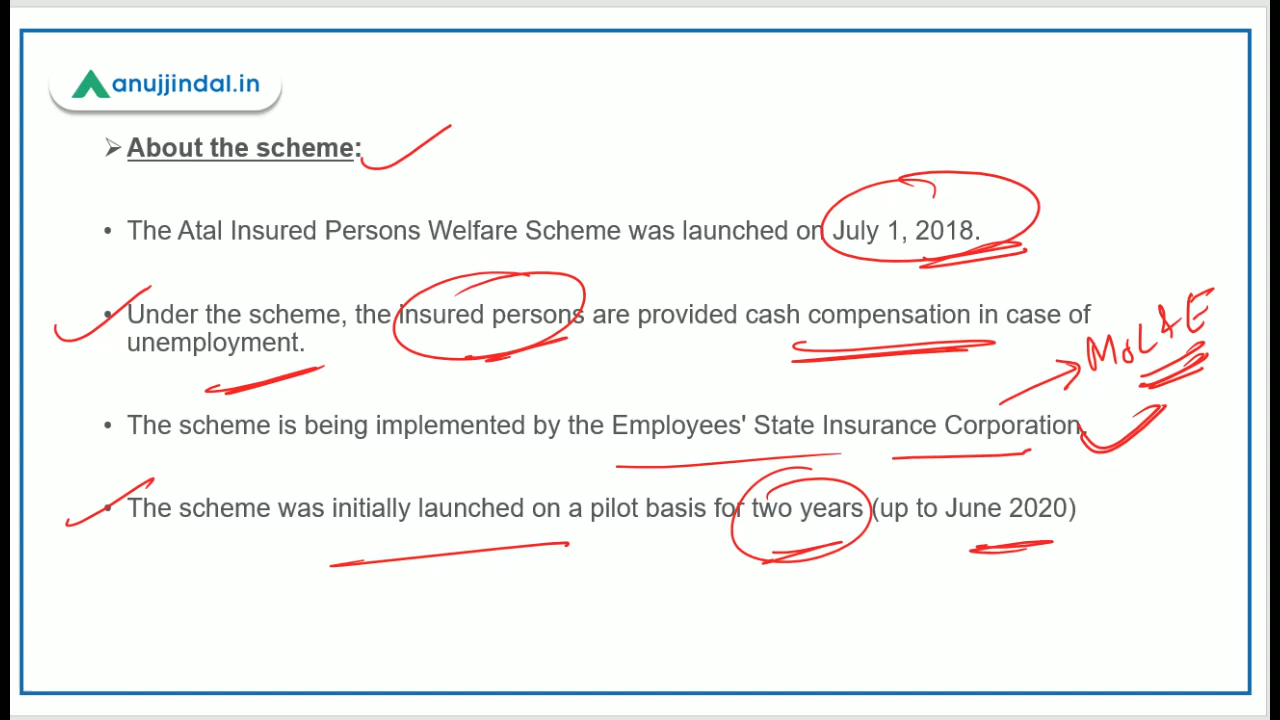 anujjindal.in
➢ About the scheme:
• The Atal Insured Persons Welfare Scheme was launched on July 1, 2018.
• Under the scheme, the insured persons are provided cash compensation in case of
unemployment.
MoL&E
• The scheme is being implemented by the Employees' State Insurance Corporation.
• The scheme was initially launched on a pilot basis for two years (up to June 2020)